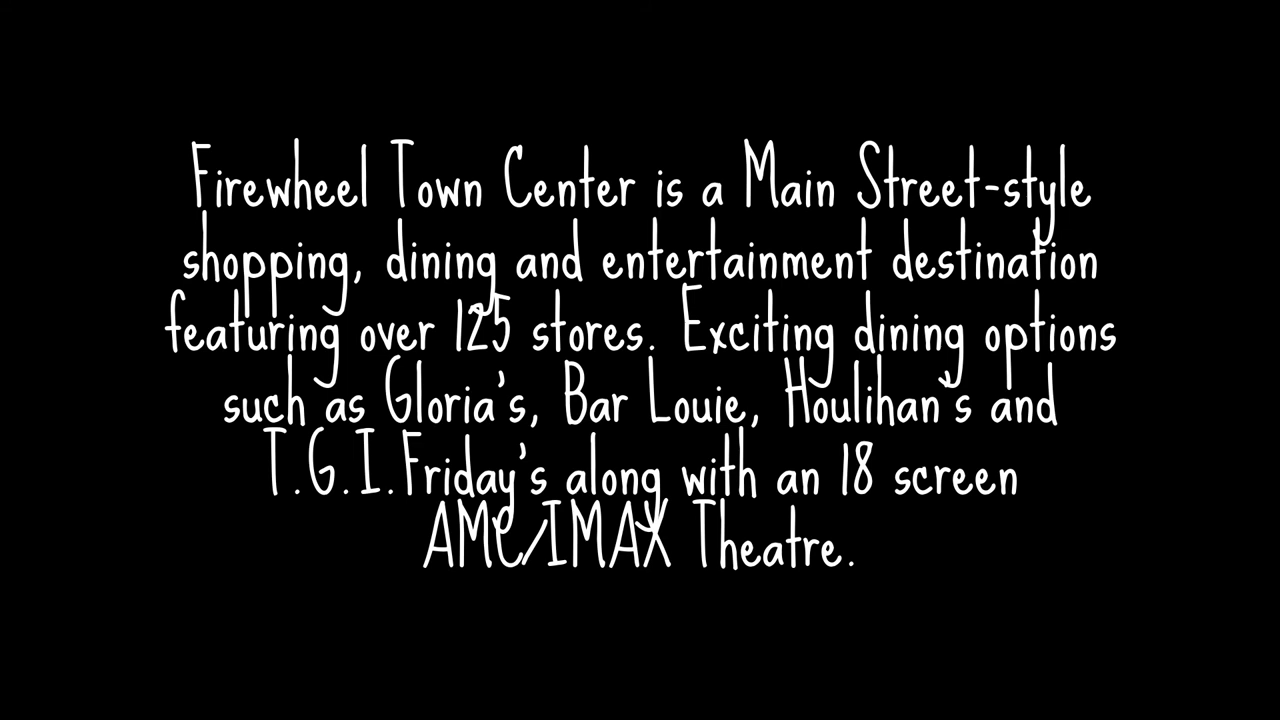 Firewheel Town Center is a Main Street-style
shopping, dining and entertainment destination
featuring over 125 stores. Exciting dining options
such as Gloria's, Bar Louie, Houlihan's and
T.G.I.Friday's along with an 18 screen
AMC/IMAX Theatre.